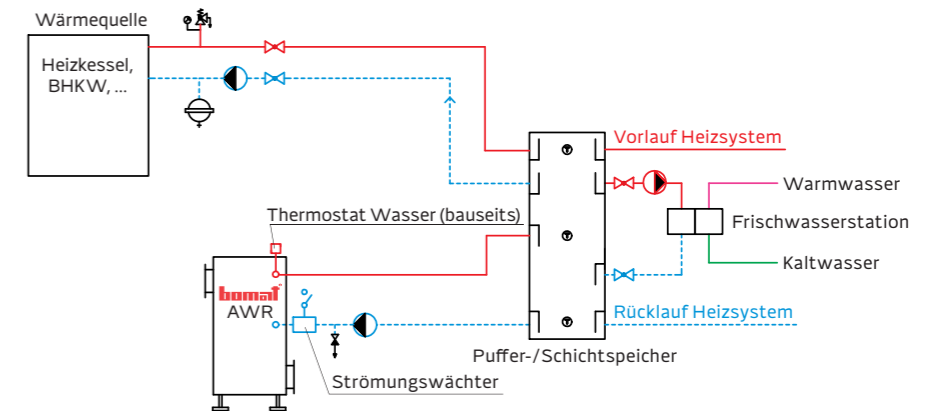 Wärmequelle
Heizkessel,
BHKW, ...
Vorlauf Heizsystem
Warmwasser
Thermostat Wasser (bauseits)
Frischwasserstation
Kaltwasser
bomat
AWR
Rücklauf Heizsystem
Puffer-/Schichtspeicher
Strömungswächter